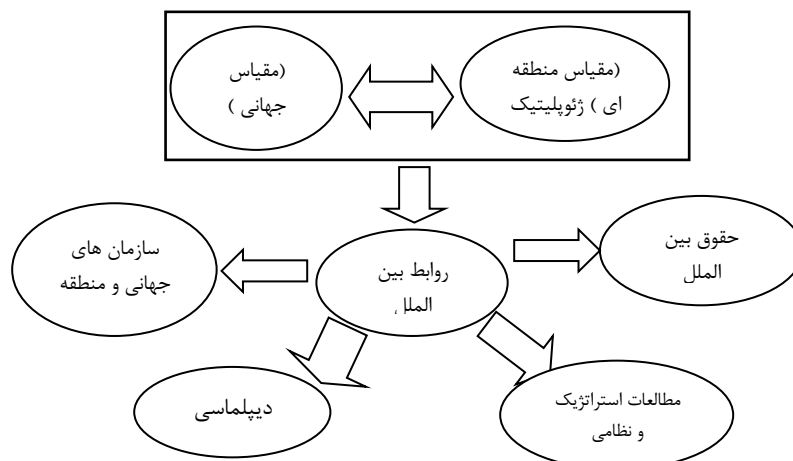 (مقیاس منطقه
ای ) ژئوپلیتیک
(مقیاس
جهانی )
حقوق بین
الملل
روابط بین
الملل
سازمان های
جهانی و منطقه
مطالعات استراتژیک
و نظامی
دیپلماسی